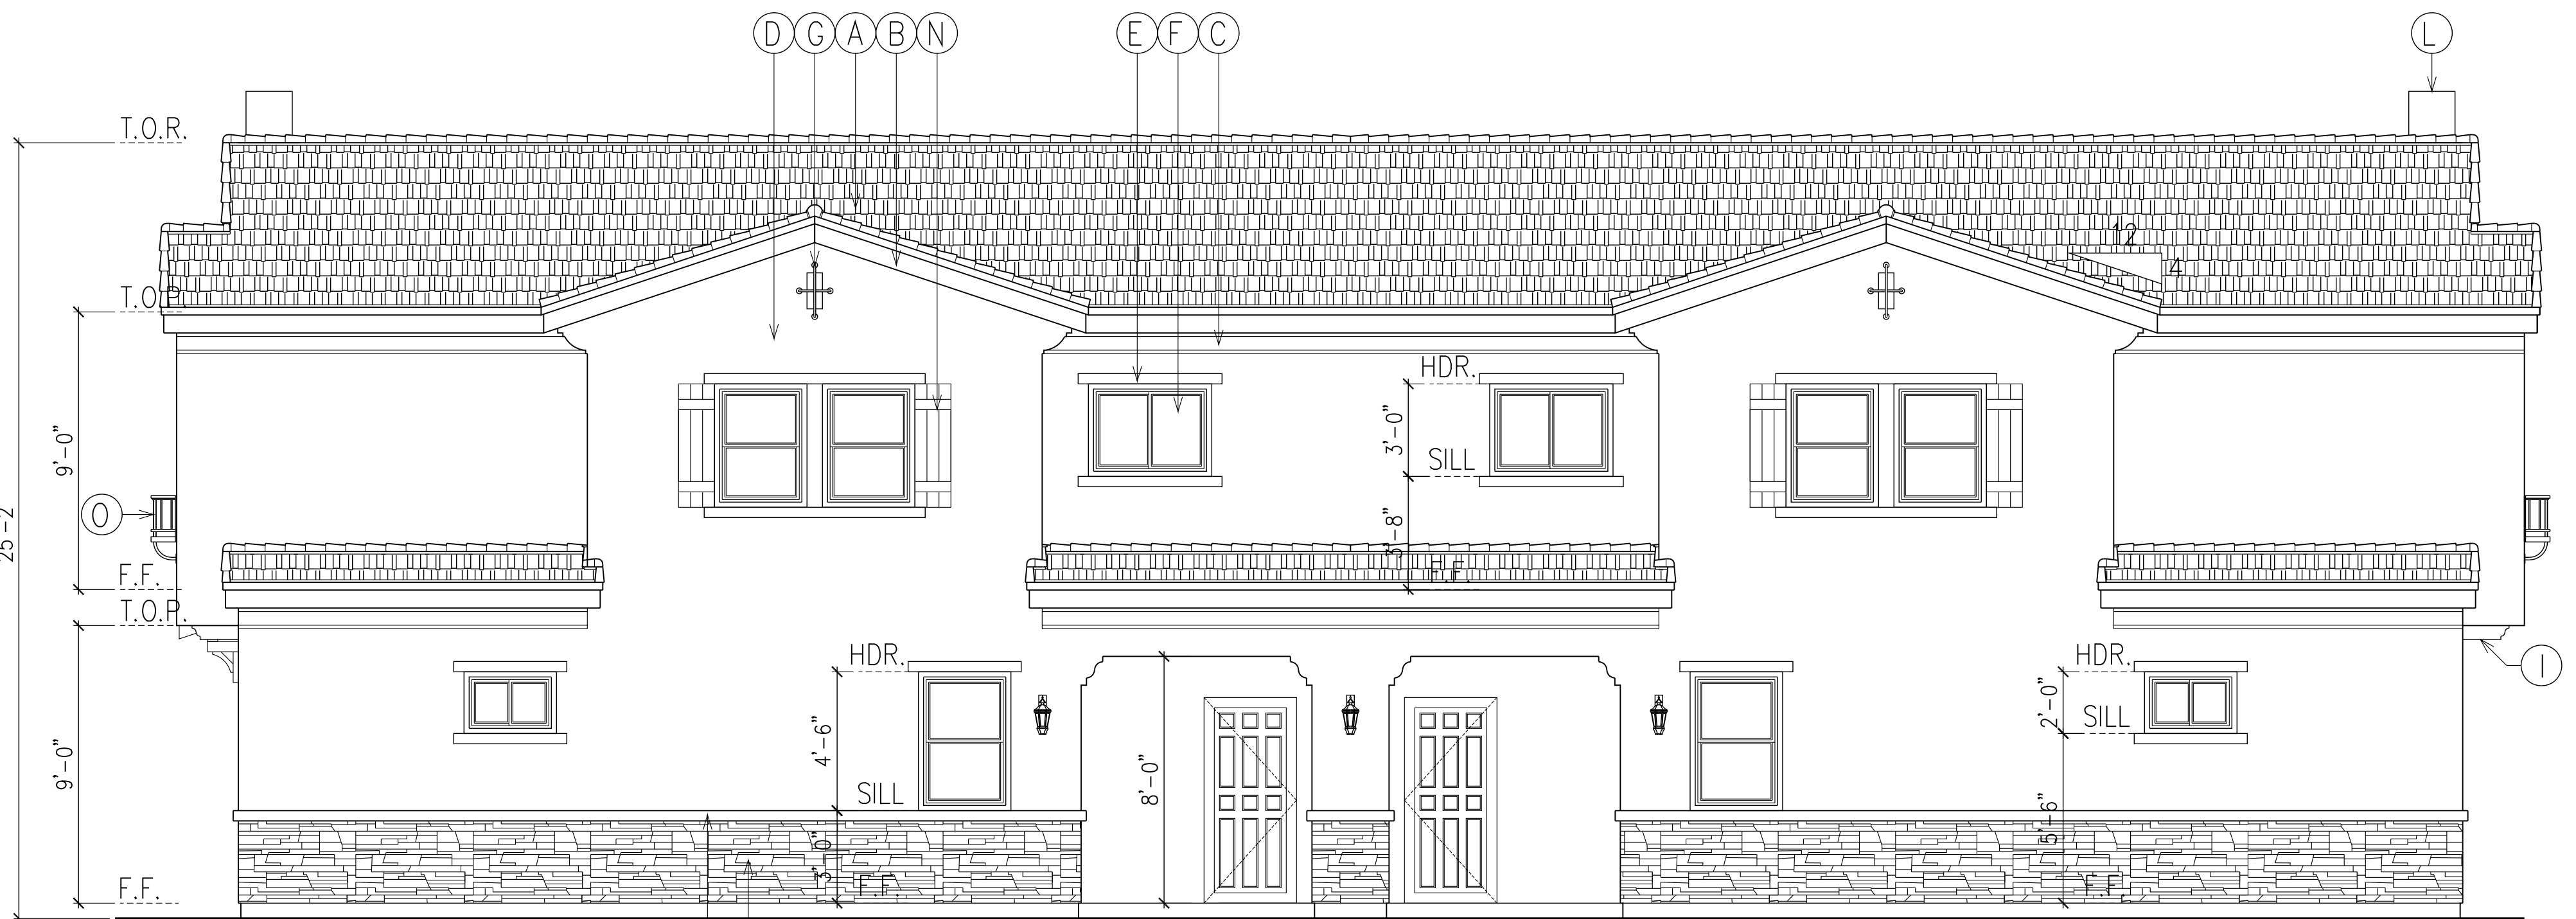 D G A B N E F C L
T.O.R.
12
4
T.O.P.
HDR.
3'-0"
9'-0"
SILL
O
3'-8"
25'-2
F.F.
F.F.
T.O.P.
HDR.
HDR.
I
2'-0"
SILL
4'-6"
9'-0"
8'-0"
SILL
5'-6"
3'-0"
F.F.
F.F.
F.F.